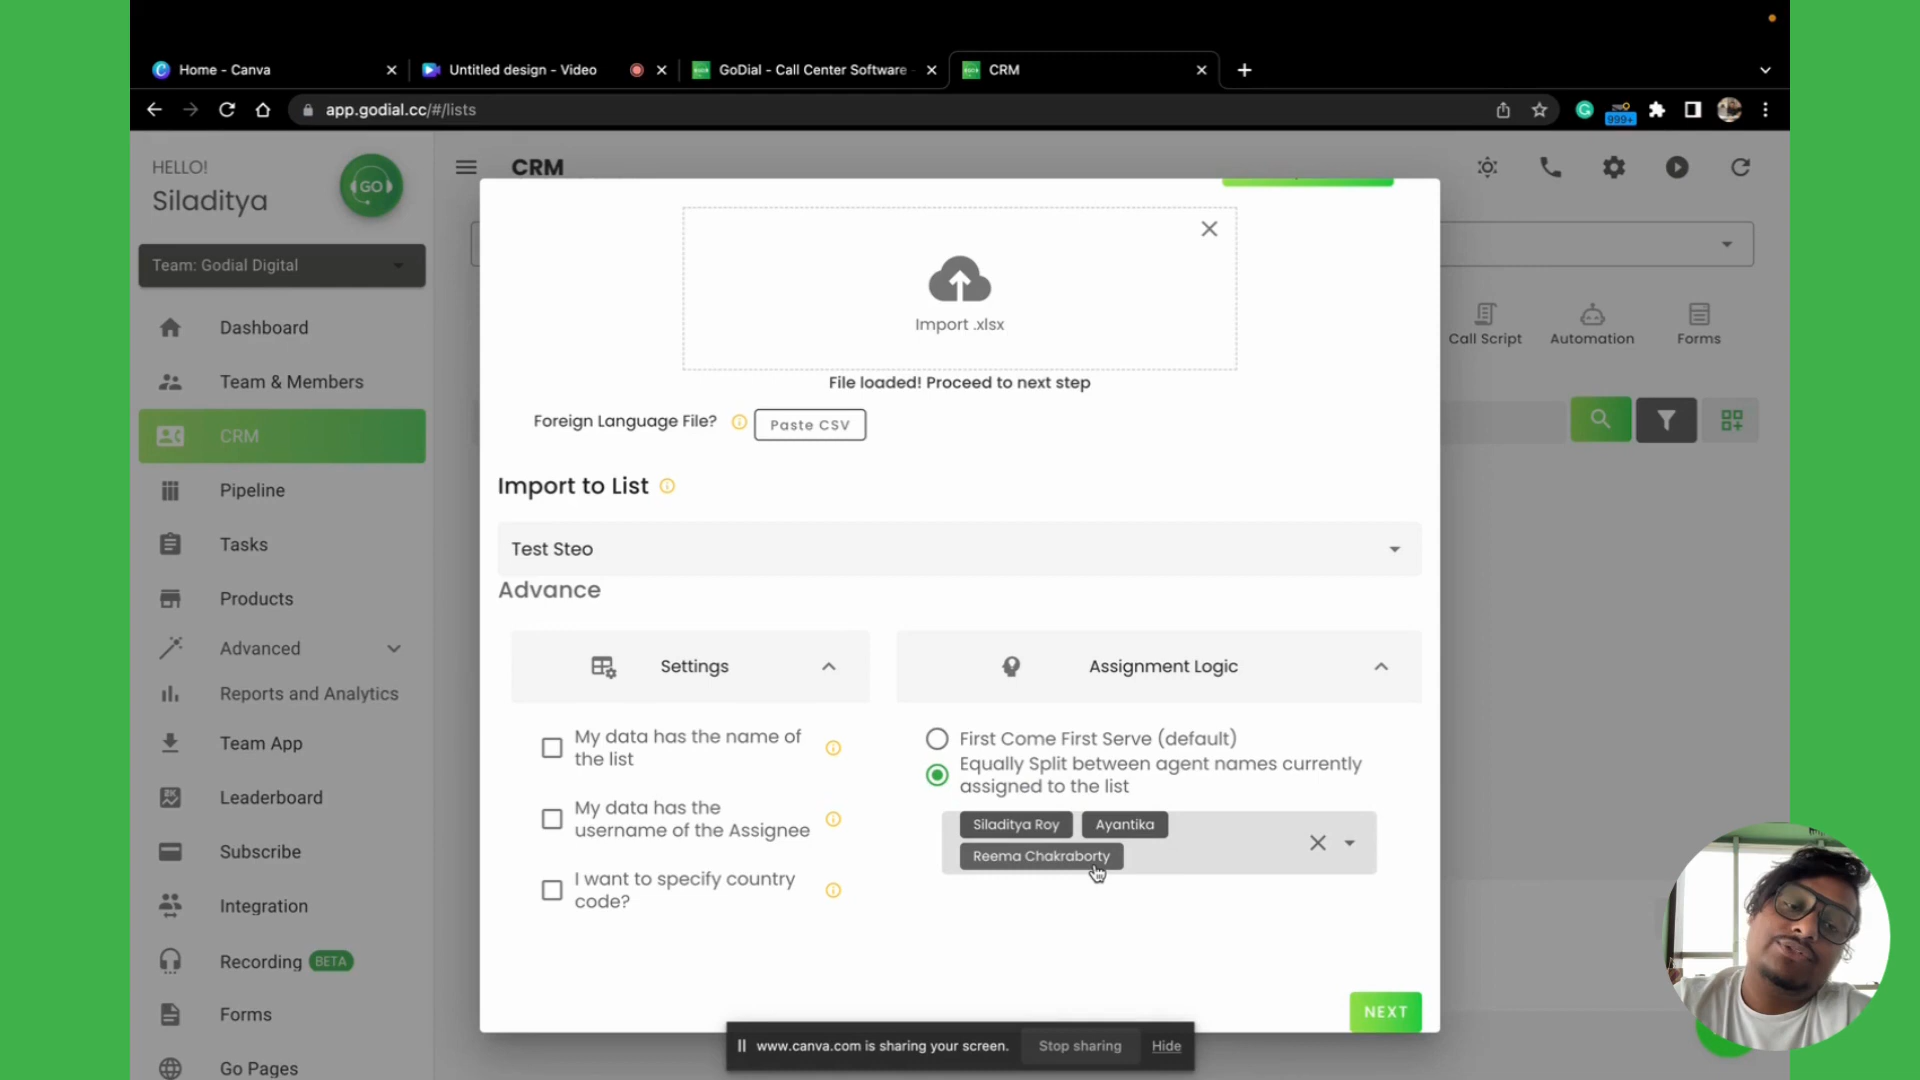 Home - Canva
Untitled design - Video
GoDial - Call Center Software
CRM
app.godial.cc/#/lists
999+
HELLO!
Siladitya
GO
Team: Godial Digital
Dashboard
Team & Members
CRM
Pipeline
Tasks
Products
Advanced
Reports and Analytics
Team App
Leaderboard
Subscribe
Integration
Recording BETA
Forms
Go Pages
CRM
Call Script
Automation
Forms
Import .xlsx
File loaded! Proceed to next step
Foreign Language File?
Paste CSV
Import to List
Test Steo
Advance
Settings
My data has the name of
the list
My data has the
username of the Assignee
I want to specify country
code?
Assignment Logic
First Come First Serve (default)
Equally Split between agent names currently
assigned to the list
Siladitya Roy
Ayantika
Reema Chakraborty
NEXT
www.canva.com is sharing your screen.
Stop sharing
Hide